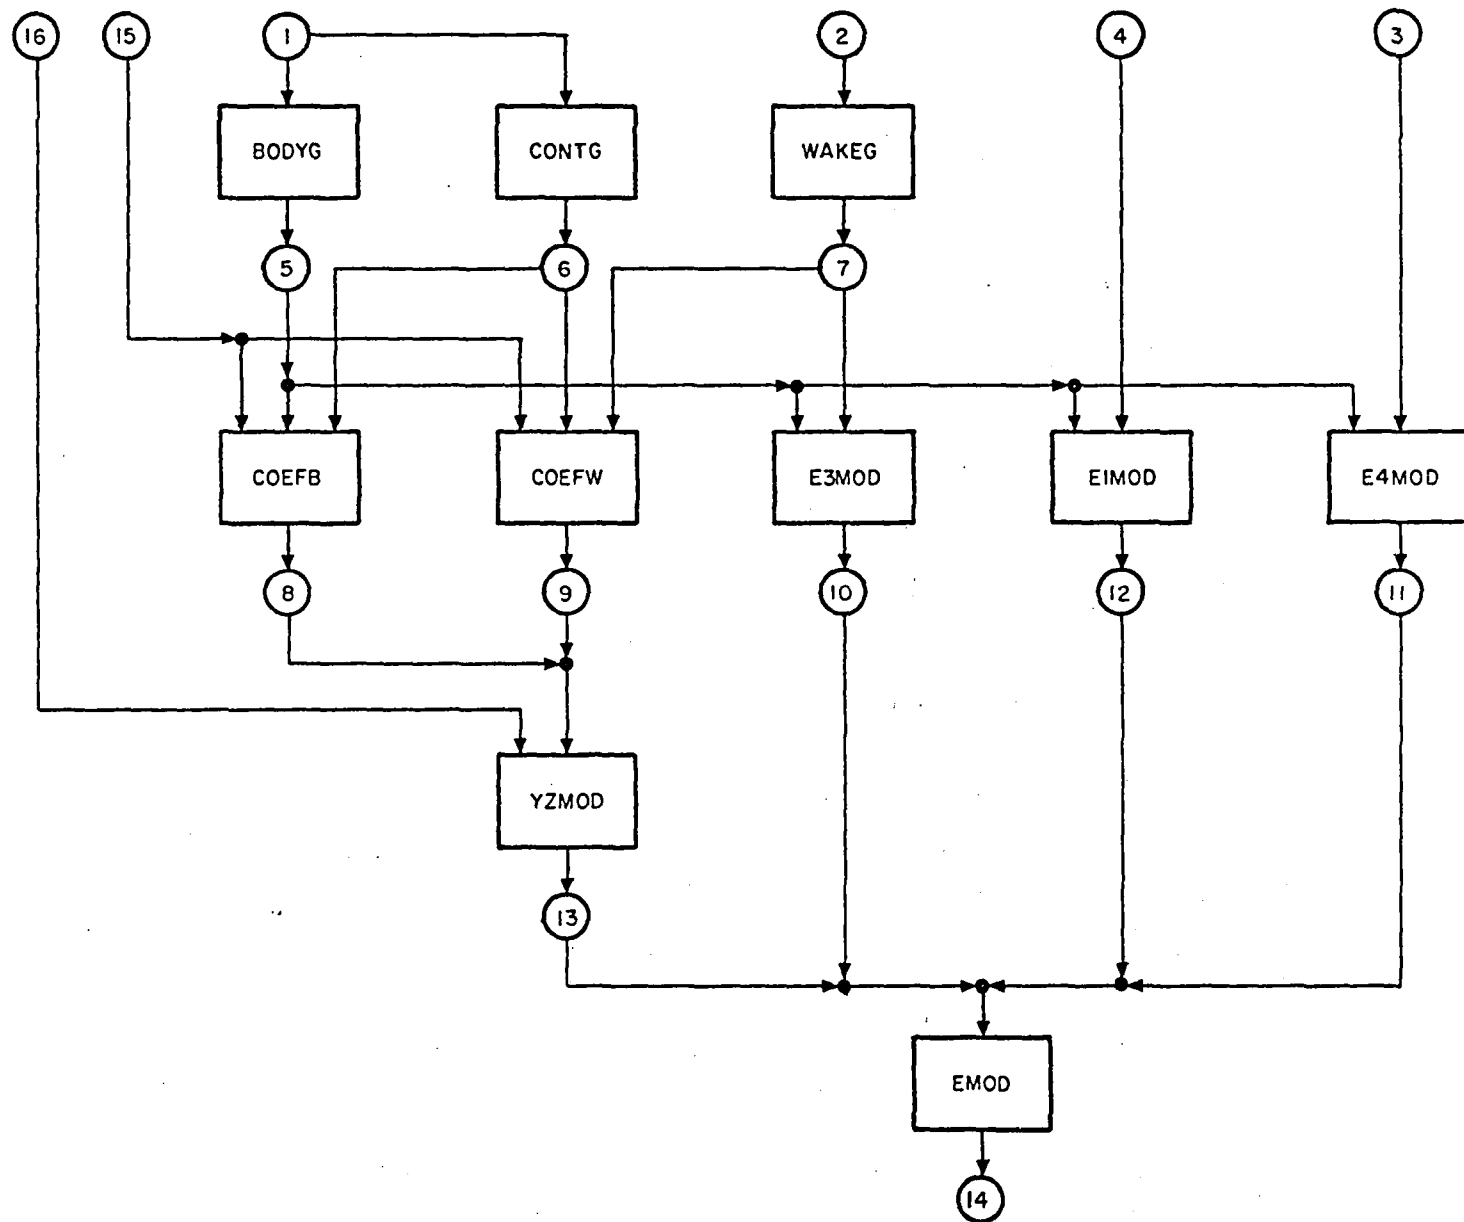 16 15 1 2 4 3
BODYG CONTG WAKEG
5 6 7
COEFB COEFW E3MOD E1MOD E4MOD
8 9 10 12 11
YZMOD
13
EMOD
14